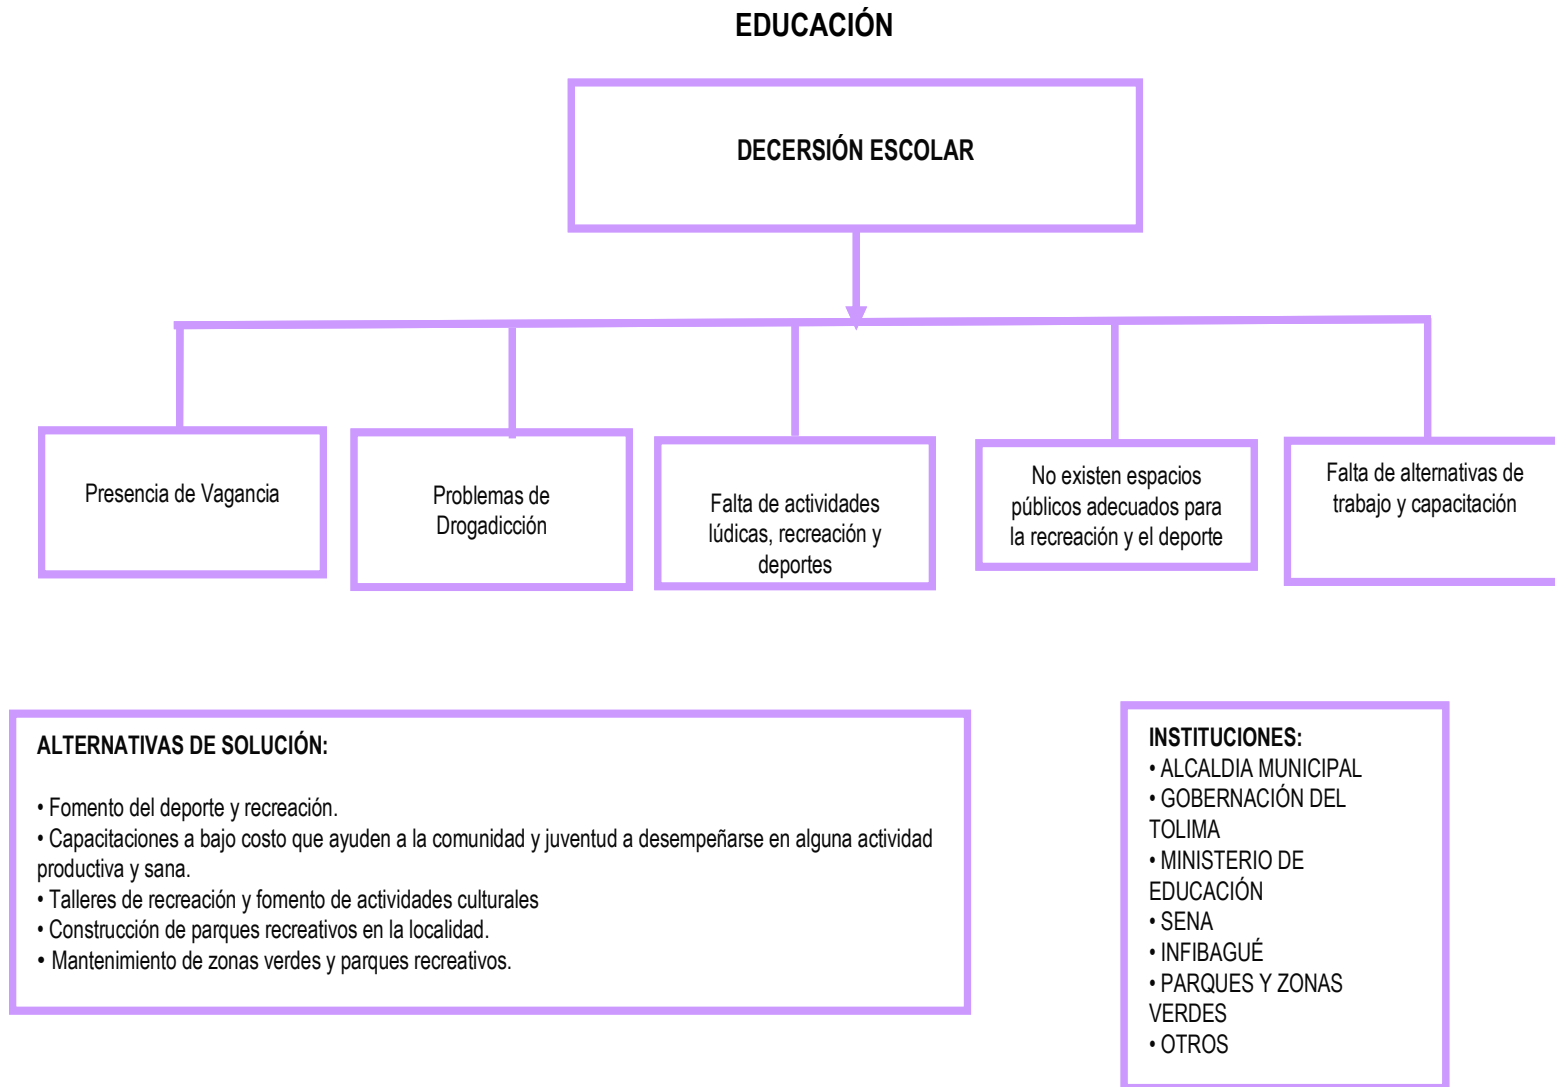 EDUCACIÓN
DECERSIÓN ESCOLAR
Presencia de Vagancia
Problemas de
Drogadicción
Falta de actividades
lúdicas, recreación y
deportes
No existen espacios
públicos adecuados para
la recreación y el deporte
Falta de alternativas de
trabajo y capacitación
ALTERNATIVAS DE SOLUCIÓN:
• Fomento del deporte y recreación.
• Capacitaciones a bajo costo que ayuden a la comunidad y juventud a desempeñarse en alguna actividad
productiva y sana.
• Talleres de recreación y fomento de actividades culturales
• Construcción de parques recreativos en la localidad.
• Mantenimiento de zonas verdes y parques recreativos.
INSTITUCIONES:
• ALCALDIA MUNICIPAL
• GOBERNACIÓN DEL
TOLIMA
• MINISTERIO DE
EDUCACIÓN
• SENA
• INFIBAGUÉ
• PARQUES Y ZONAS
VERDES
• OTROS